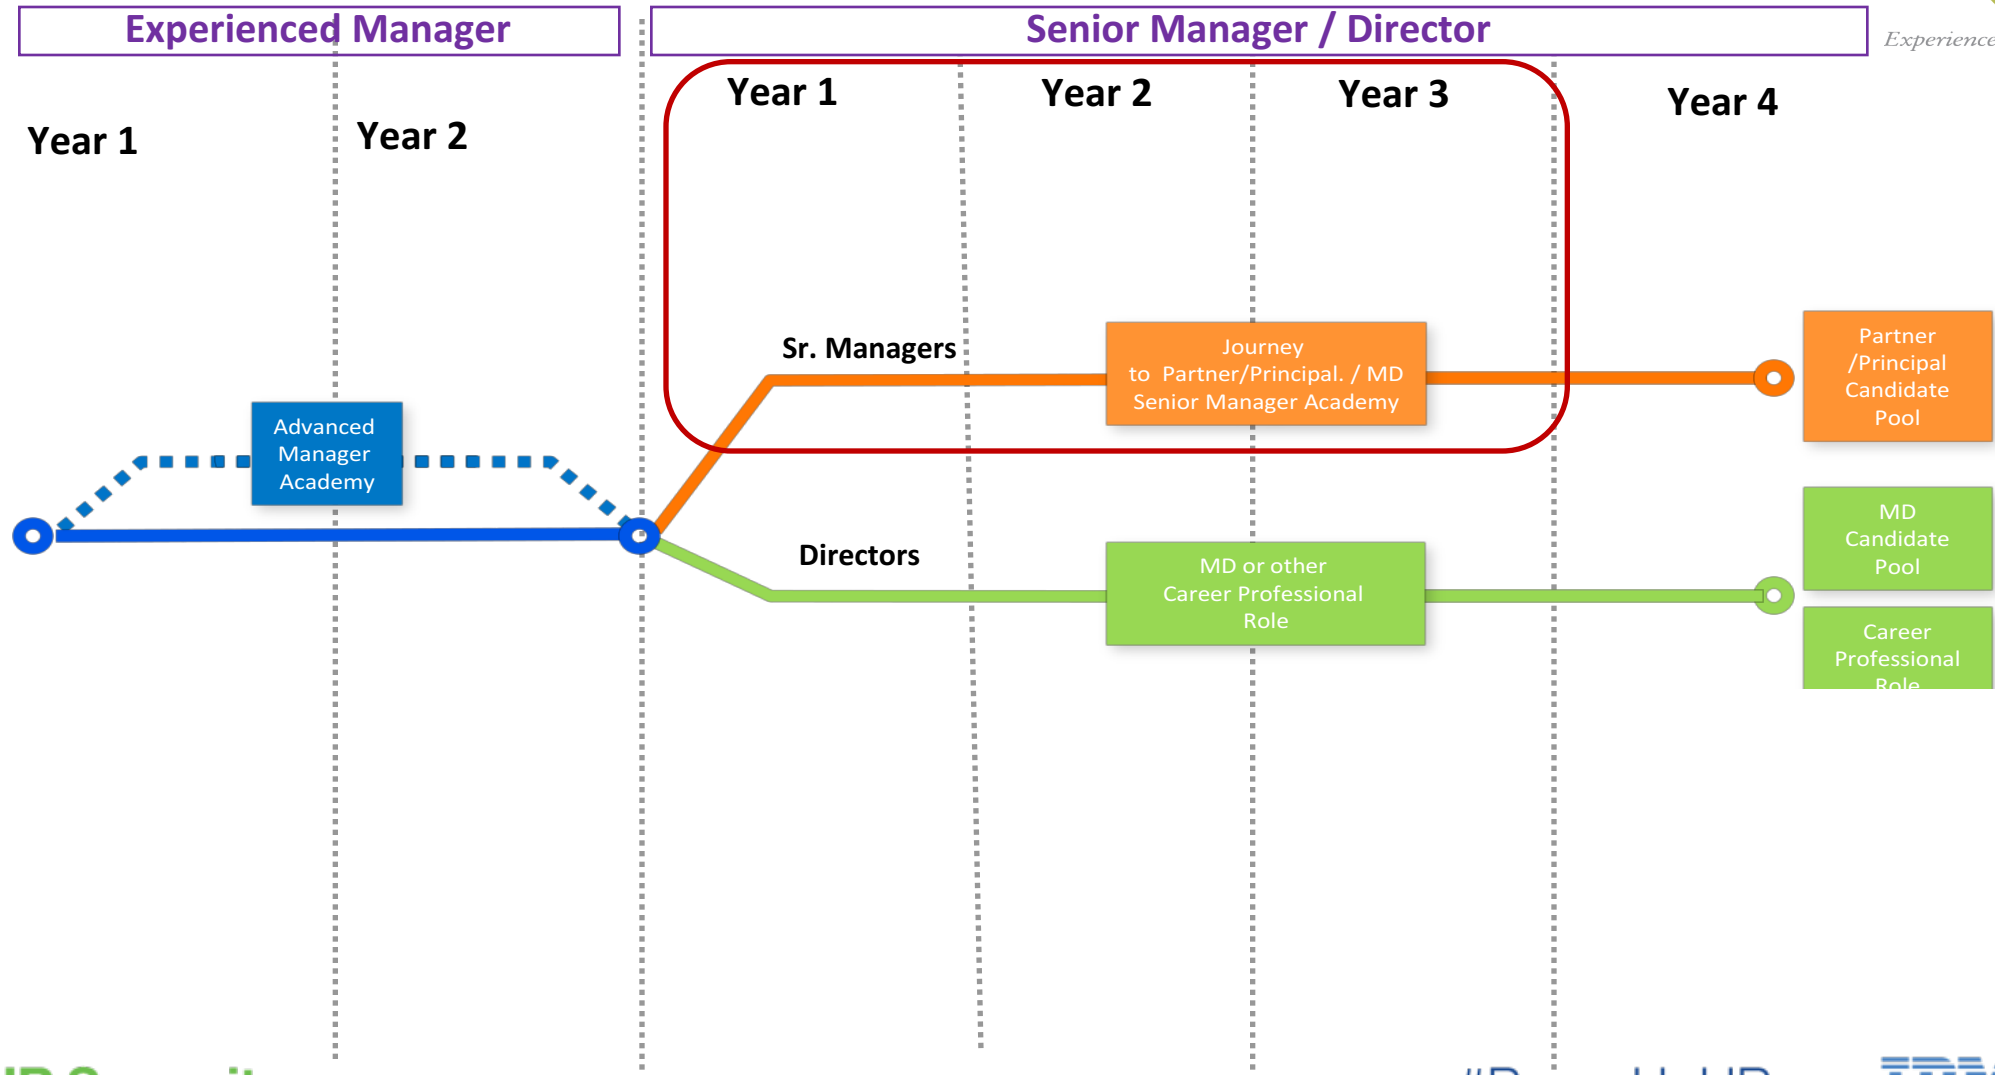 Experienced Manager
Senior Manager / Director
Experience
Year 1
Year 2
Year 1
Year 2
Year 3
Year 4
Sr. Managers
Journey
to Partner/Principal. / MD
Senior Manager Academy
Partner
/Principal
Candidate
Pool
Advanced
Manager
Academy
Directors
MD or other
Career Professional
Role
MD
Candidate
Pool
Career
Professional
Role